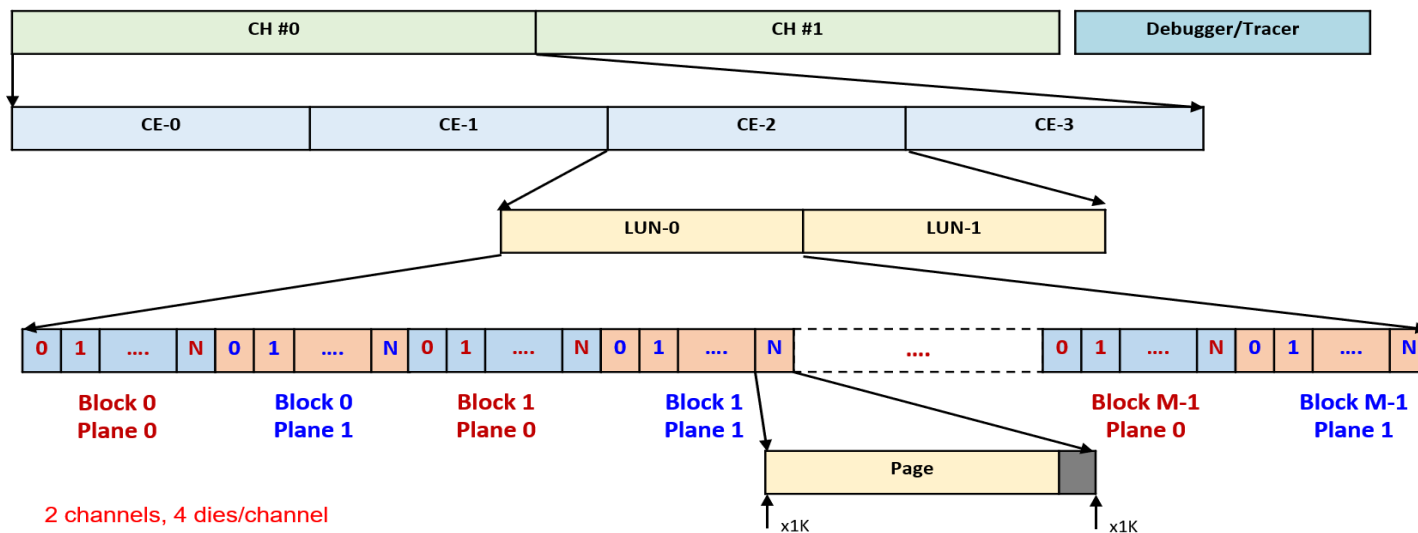 CH #0 CH #1 Debugger/Tracer
CE-0 CE-1 CE-2 CE-3
LUN-0 LUN-1
0 1 .... N 0 1 .... N 0 1 .... N 0 1 .... N .... 0 1 .... N 0 1 .... N
Block 0 Block 0 Block 1 Block 1 Block M-1 Block M-1
Plane 0 Plane 1 Plane 0 Plane 1 Plane 0 Plane 1
Page
2 channels, 4 dies/channel x1K x1K